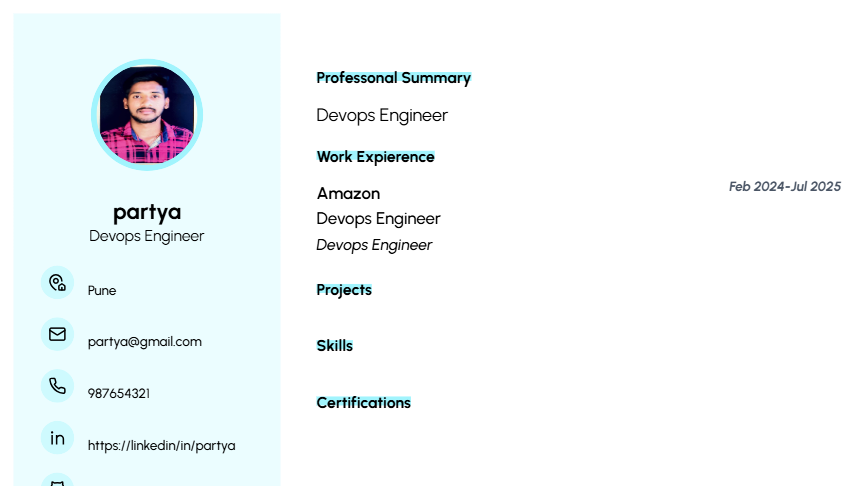 partya
Devops Engineer
Pune
partya@gmail.com
987654321
https://linkedin/in/partya
Professonal Summary
Devops Engineer
Work Expierence
Amazon
Feb 2024-Jul 2025
Devops Engineer
Devops Engineer
Projects
Skills
Certifications